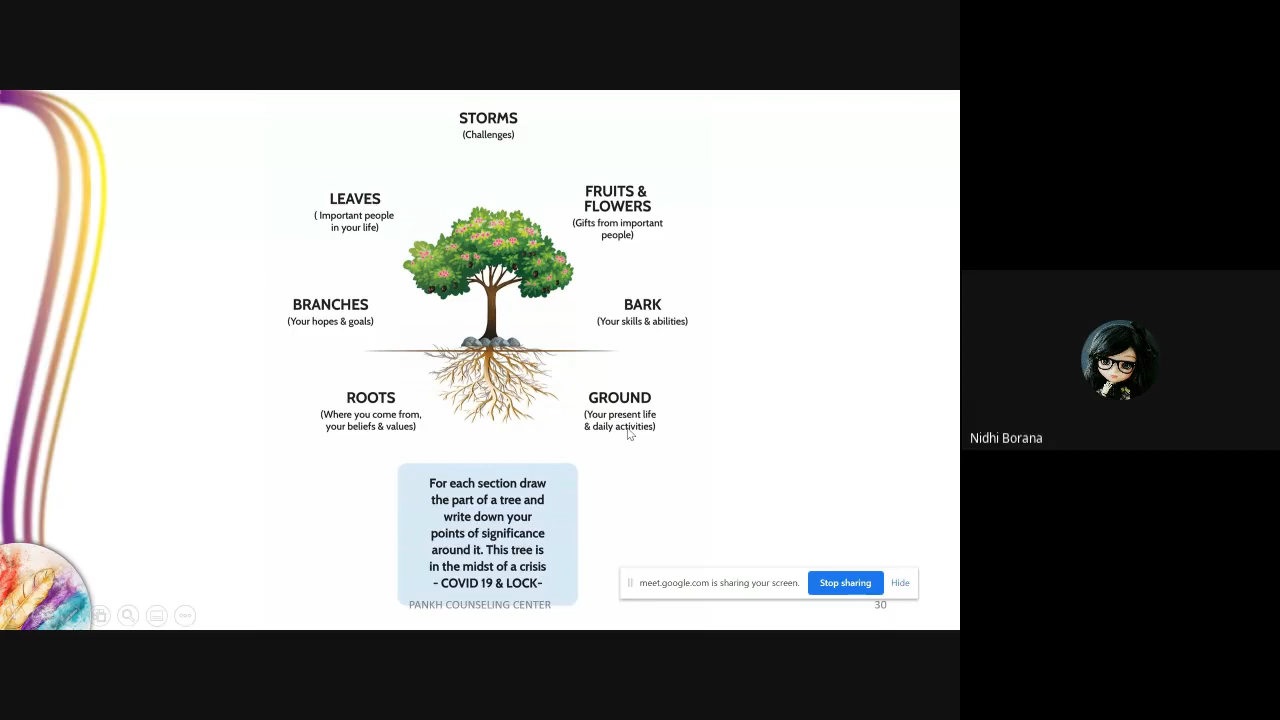 STORMS
(Challenges)
LEAVES
( Important people
in your life)
FRUITS &
FLOWERS
(Gifts from important
people)
BRANCHES
(Your hopes & goals)
BARK
(Your skills & abilities)
ROOTS
(Where you come from,
your beliefs & values)
GROUND
(Your present life
& daily activities)
For each section draw
the part of a tree and
write down your
points of significance
around it. This tree is
in the midst of a crisis
- COVID 19 & LOCK-
PANKH COUNSELING CENTER
30
meet.google.com is sharing your screen.
Stop sharing
Hide
Nidhi Borana